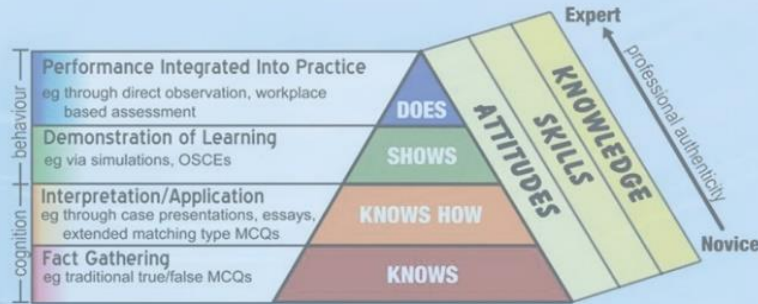 Expert
Performance Integrated Into Practice
eg through direct observation, workplace
based assessment
DOES
Demonstration of Learning
eg via simulations, OSCEs
SHOWS
Interpretation/Application
eg through case presentations, essays,
extended matching type MCQs
KNOWS HOW
Fact Gathering
eg traditional true/false MCQs
KNOWS
behaviour
cognition
ATTITUDES
SKILLS
KNOWLEDGE
professional authenticity
Novice